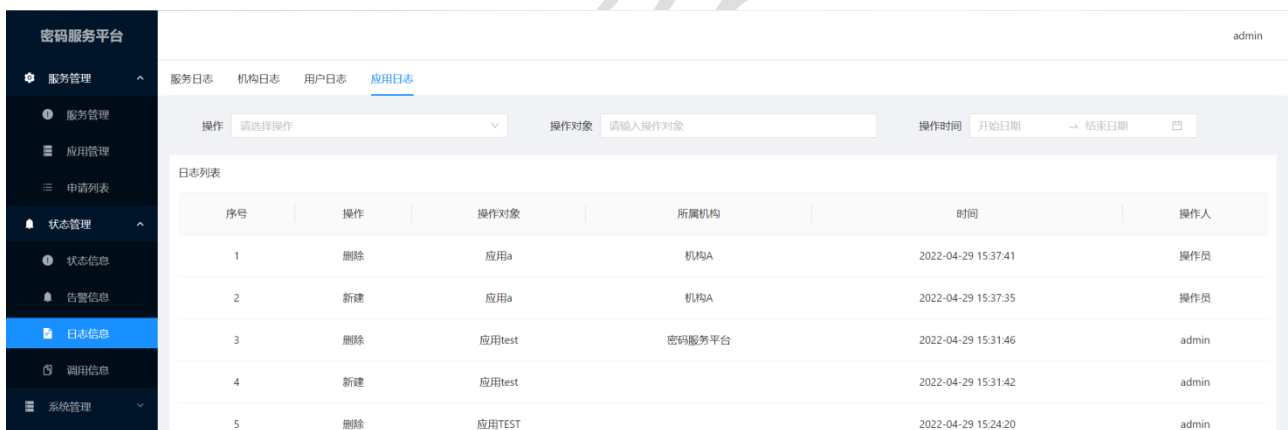 密码服务平台
admin
服务管理
服务管理
应用管理
申请列表
状态管理
状态信息
告警信息
日志信息
调用信息
系统管理
服务日志 机构日志 用户日志 应用日志
操作 请选择操作 操作对象 请输入操作对象 操作时间 开始日期 → 结束日期
日志列表
序号 操作 操作对象 所属机构 时间 操作人
1 删除 应用a 机构A 2022-04-29 15:37:41 操作员
2 新建 应用a 机构A 2022-04-29 15:37:35 操作员
3 删除 应用test 密码服务平台 2022-04-29 15:31:46 admin
4 新建 应用test 2022-04-29 15:31:42 admin
5 删除 应用TEST 2022-04-29 15:24:20 admin